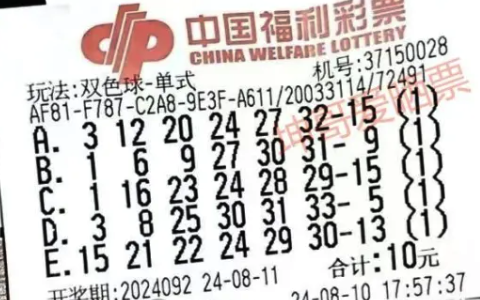 中国福利彩票
CHINA WELFARE LOTTERY
机号:37150028
玩法:双色球-单式
AF81-F787-C2A8-9E3F-A611/20033114/72491
A. 3 12 20 24 27 32-15 (1)
B. 1 6 9 27 30 31- 9 (1)
C. 1 16 23 24 28 29-15 (1)
D. 3 8 25 30 31 33- 5 (1)
E.15 21 22 24 29 30-13 (1)
合计:10元
开奖期:2024092 24-08-11
24-08-10 17:57:37